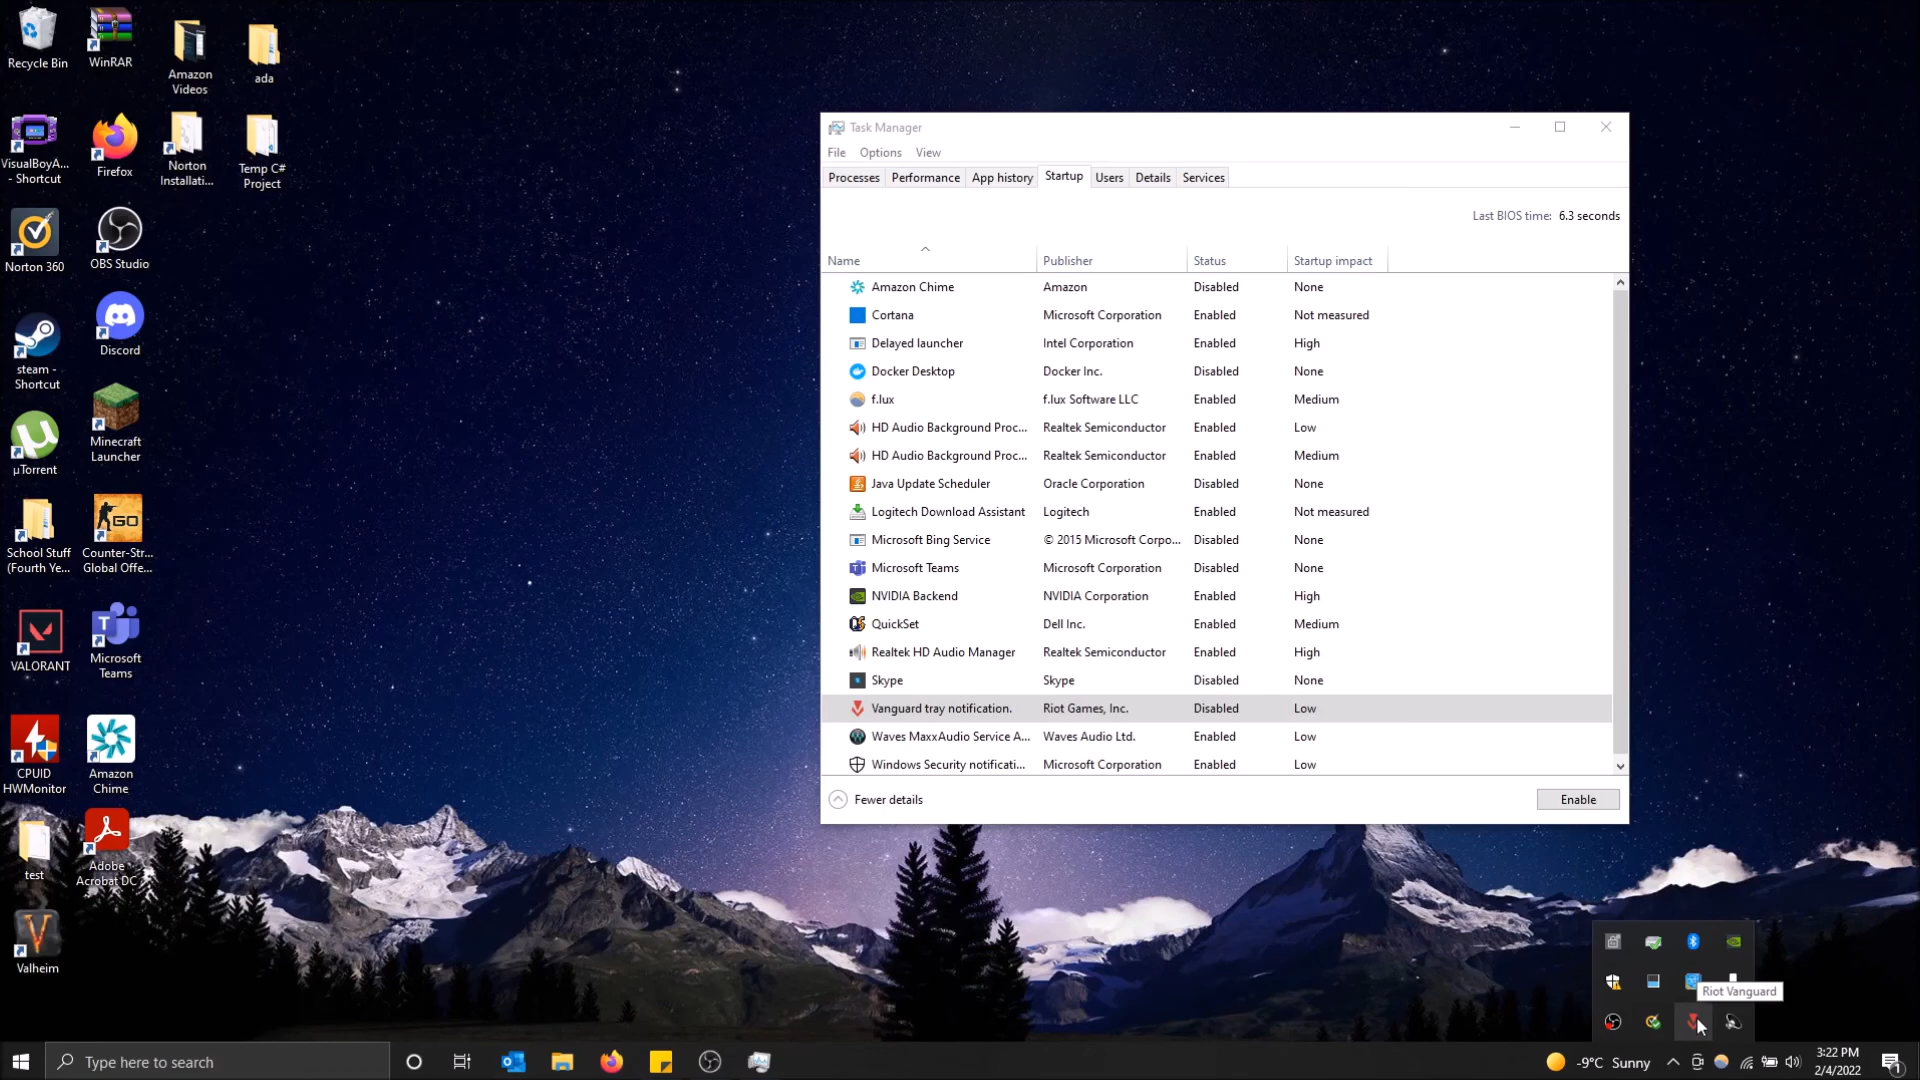 Recycle Bin
WinRAR
Amazon
Videos
ada
VisualBoyA...
- Shortcut
Firefox
Norton
Installati...
Temp C#
Project
Norton 360
OBS Studio
steam -
Shortcut
Discord
µTorrent
Minecraft
Launcher
School Stuff
(Fourth Ye...
GO
Counter-Str...
Global Offe...
VALORANT
Microsoft
Teams
CPUID
HWMonitor
Amazon
Chime
test
Adobe
Acrobat DC
Valheim
Task Manager
File Options View
Processes Performance App history Startup Users Details Services
Last BIOS time: 6.3 seconds
Name Publisher Status Startup impact
Amazon Chime Amazon Disabled None
Cortana Microsoft Corporation Enabled Not measured
Delayed launcher Intel Corporation Enabled High
Docker Desktop Docker Inc. Disabled None
f.lux f.lux Software LLC Enabled Medium
HD Audio Background Proc... Realtek Semiconductor Enabled Low
HD Audio Background Proc... Realtek Semiconductor Enabled Medium
Java Update Scheduler Oracle Corporation Disabled None
Logitech Download Assistant Logitech Enabled Not measured
Microsoft Bing Service © 2015 Microsoft Corpo... Disabled None
Microsoft Teams Microsoft Corporation Disabled None
NVIDIA Backend NVIDIA Corporation Enabled High
QuickSet Dell Inc. Enabled Medium
Realtek HD Audio Manager Realtek Semiconductor Enabled High
Skype Skype Disabled None
Vanguard tray notification. Riot Games, Inc. Disabled Low
Waves MaxxAudio Service A... Waves Audio Ltd. Enabled Low
Windows Security notificati... Microsoft Corporation Enabled Low
Fewer details
Enable
Riot Vanguard
Type here to search
-9°C Sunny
3:22 PM
2/4/2022
1